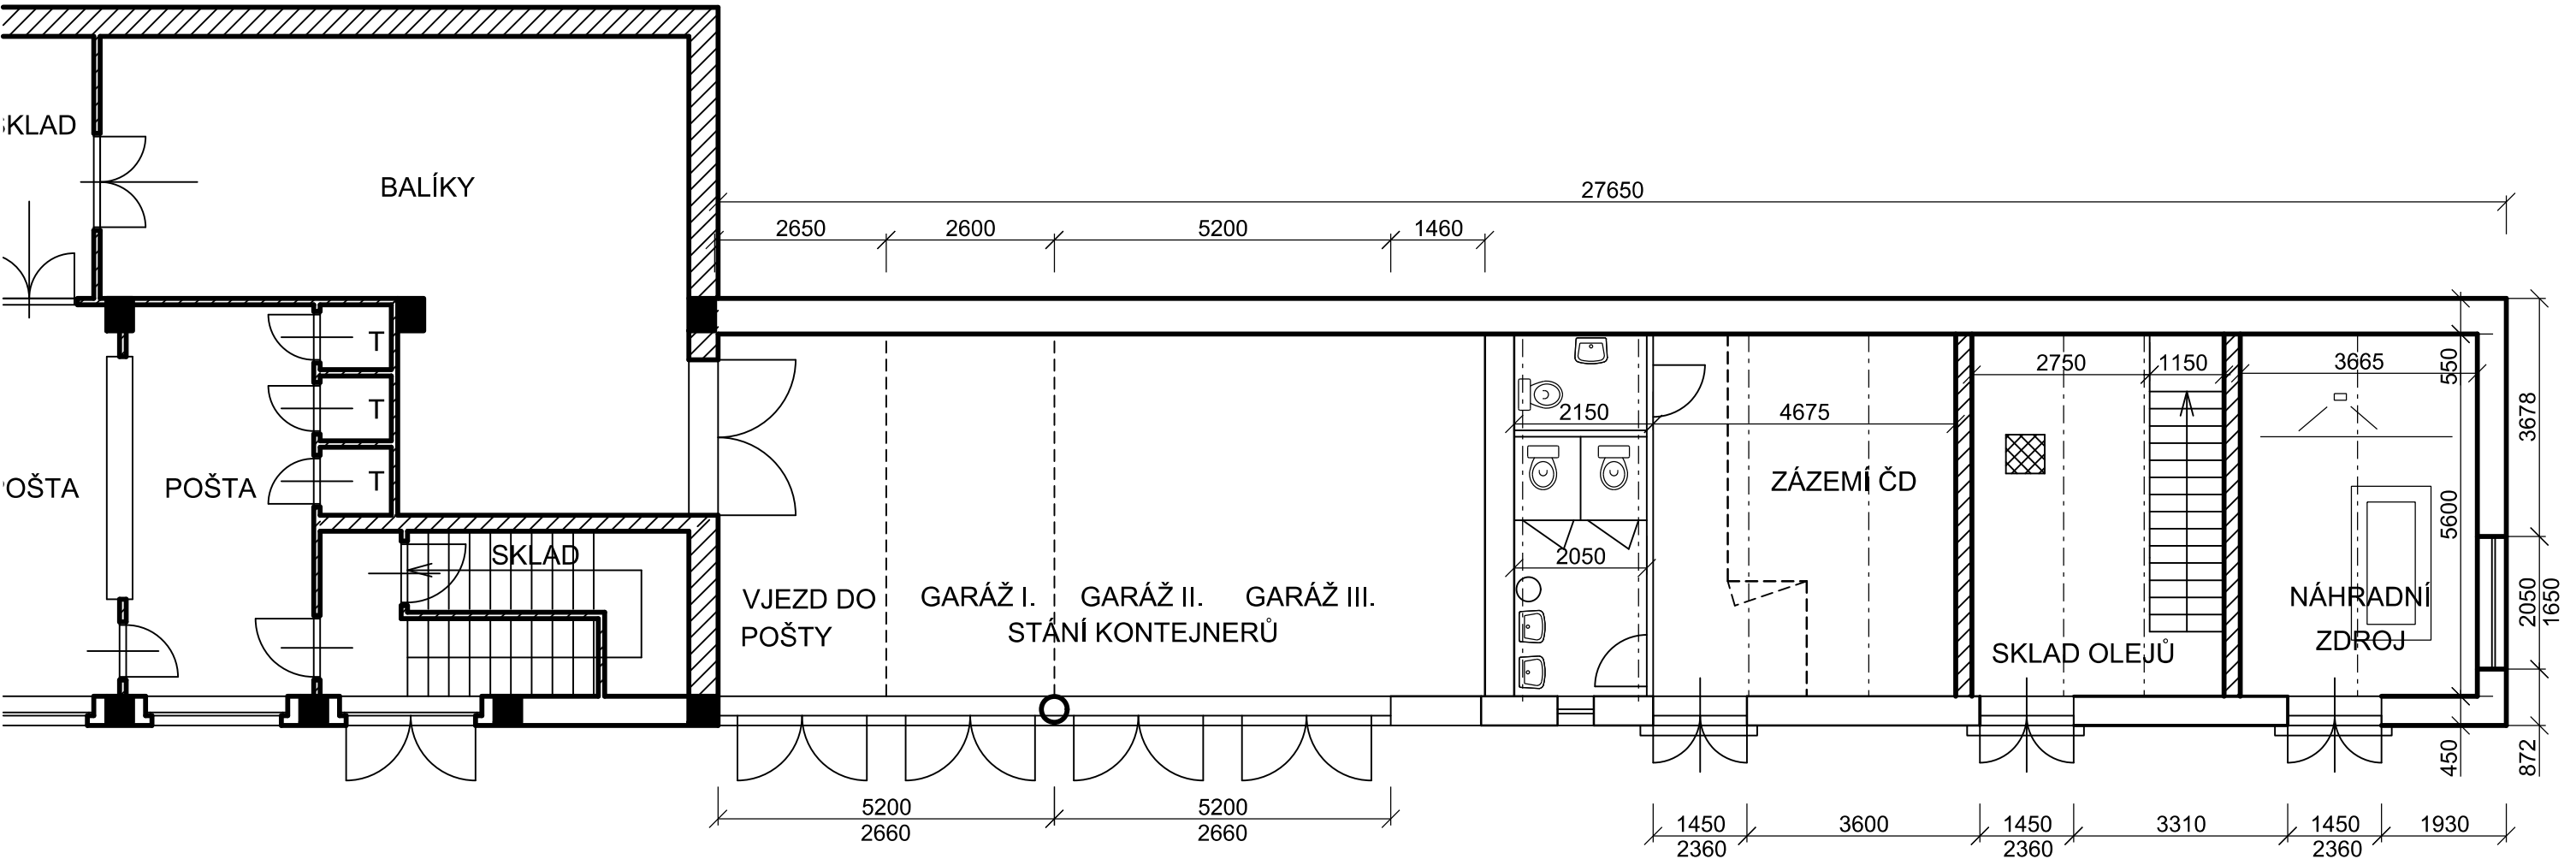 SKLAD
BALÍKY
27650
2650
2600
5200
1460
T
T
T
POŠTA
POŠTA
SKLAD
VJEZD DO
POŠTY
GARÁŽ I.
GARÁŽ II.
GARÁŽ III.
STÁNÍ KONTEJNERŮ
2150
4675
2050
ZÁZEMÍ ČD
2750
1150
SKLAD OLEJŮ
3665
NÁHRADNÍ
ZDROJ
550
5600
450
3678
2050
1650
872
5200
2660
5200
2660
1450
2360
3600
1450
2360
3310
1450
2360
1930